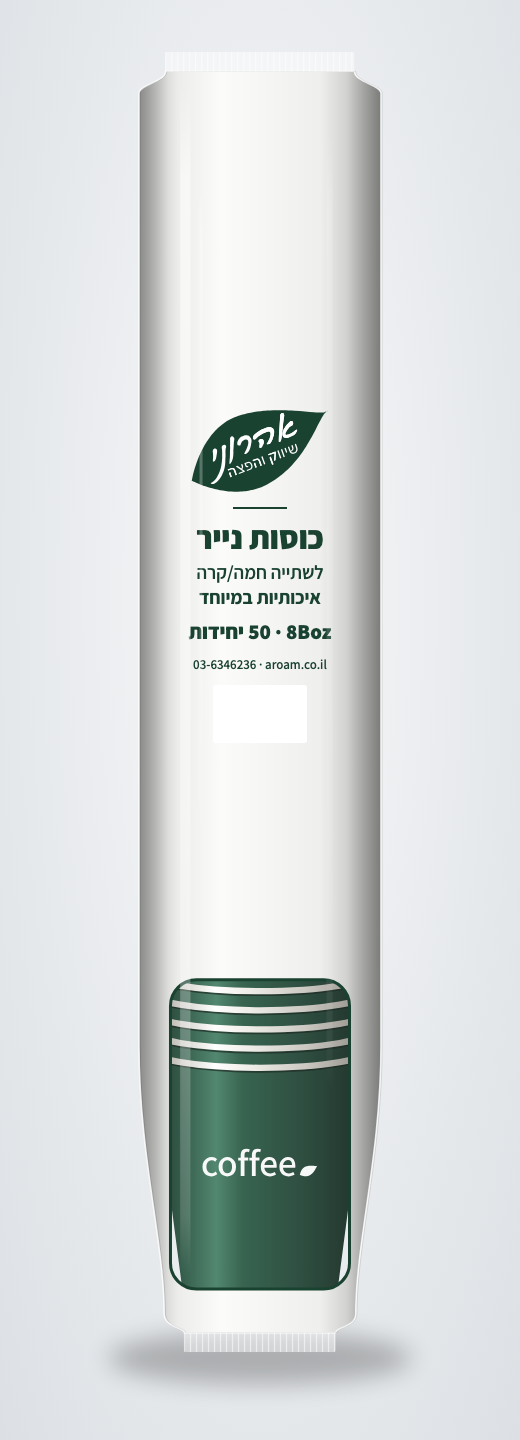 אהרוני
שיווק והפצה
כוסות נייר
לשתייה חמה/קרה
איכותיות במיוחד
8Boz · 50 יחידות
03-6346236 · aroam.co.il
coffee